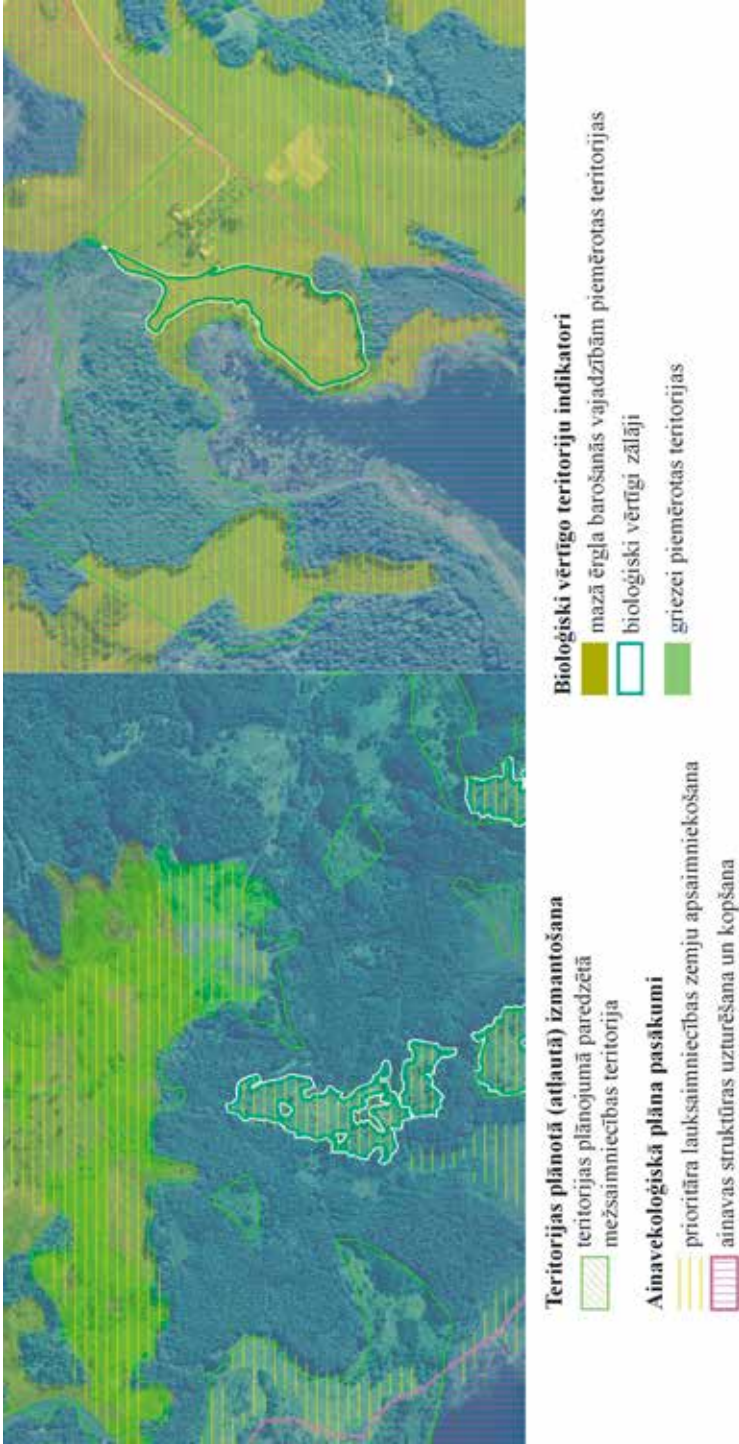 Teritorijas plānotā (atļautā) izmantošana
teritorijas plānojumā paredzētā
mežsaimniecības teritorija
Ainavekoloģiskā plāna pasākumi
prioritāra lauksaimniecības zemju apsaimniekošana
ainavas struktūras uzturēšana un kopšana
Bioloģiski vērtīgo teritoriju indikatori
mazā ērgļa barošanās vajadzībām piemērotas teritorijas
bioloģiski vērtīgi zālāji
griezei piemērotas teritorijas